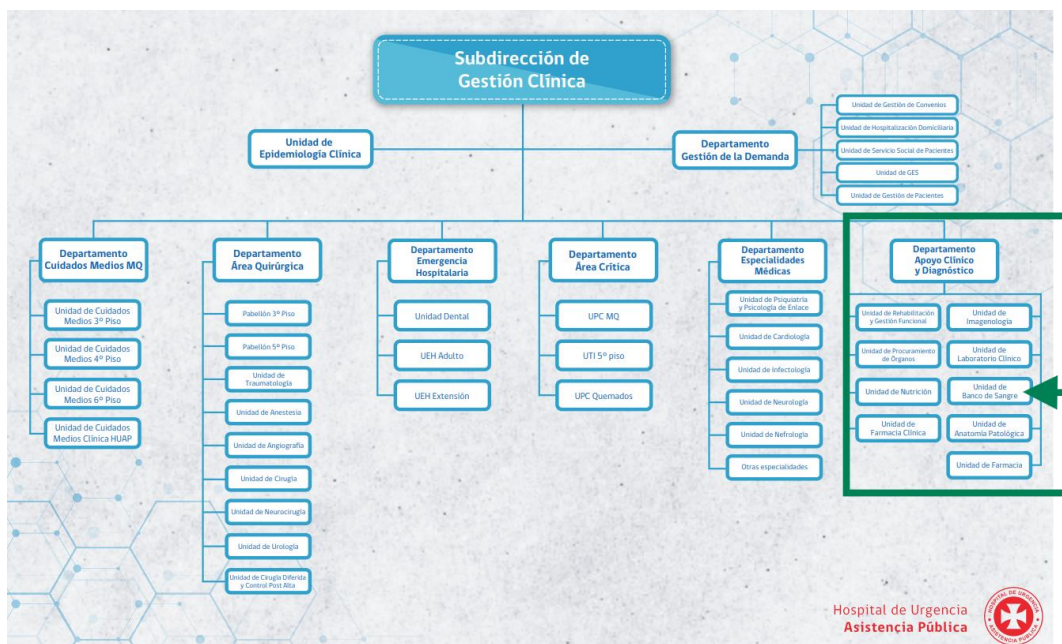 Subdirección de
Gestión Clínica
Unidad de
Epidemiología Clínica
Departamento
Gestión de la Demanda
Unidad de Gestión de Convenios
Unidad de Hospitalización Domiciliaria
Unidad de Servicio Social de Pacientes
Unidad de GES
Unidad de Gestión de Pacientes
Departamento
Cuidados Medios MQ
Unidad de Cuidados
Medios 3º Piso
Unidad de Cuidados
Medios 4º Piso
Unidad de Cuidados
Medios 6º Piso
Unidad de Cuidados
Medios Clínica HUAP
Departamento
Área Quirúrgica
Pabellón 3º Piso
Pabellón 5º Piso
Unidad de
Traumatología
Unidad de Anestesia
Unidad de Angiografía
Unidad de Cirugía
Unidad de Neurocirugía
Unidad de Urología
Unidad de Cirugía Diferida
y Control Post Alta
Departamento
Emergencia
Hospitalaria
Unidad Dental
UEH Adulto
UEH Extensión
Departamento
Área Crítica
UPC MQ
UTI 5º piso
UPC Quemados
Departamento
Especialidades
Médicas
Unidad de Psiquiatría
y Psicología de Enlace
Unidad de Cardiología
Unidad de Infectología
Unidad de Neurología
Unidad de Nefrología
Otras especialidades
Departamento
Apoyo Clínico
y Diagnóstico
Unidad de Rehabilitación
y Gestión Funcional
Unidad de Procuramento
de Órganos
Unidad de Nutrición
Unidad de
Farmacia Clínica
Unidad de
Imagenología
Unidad de
Laboratorio Clínico
Unidad de
Banco de Sangre
Unidad de
Anatomía Patológica
Unidad de Farmacia
Hospital de Urgencia
Asistencia Pública
HOSPITAL DE URGENCIA
ASISTENCIA PÚBLICA